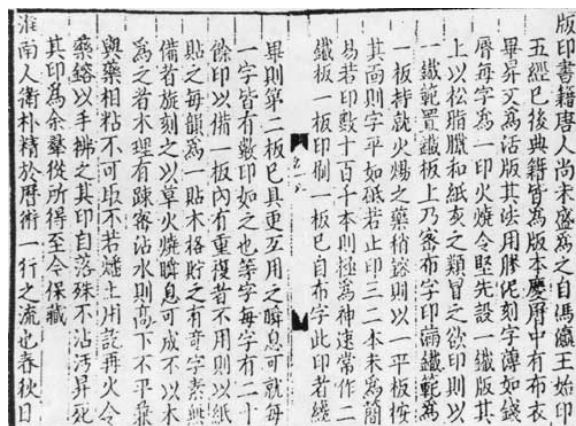 版印書籍唐人尚未盛為之自馮瀛王始印
五經已後典籍皆為版本慶曆中有布衣
畢昇又為活版其法用膠泥刻字薄如錢
脣每字為一印火燒令堅先設一鐵版其
上以松脂臘和紙灰之類冒之欲印則以
一鐵範置鐵板上乃密布字印滿鐵範為
一板持就火煬之藥稍鎔則以一平板按
其面則字平如砥若止印三二本未為簡
易若印數十百千本則極為神速常作二
鐵板一板印刷一板已自布字此印者纔
畢則第二板已具更互用之瞬息可就每
一字皆有數印如之也等字每字有二十
餘印以備一板內有重複者不用則以紙
貼之每韻為一貼木格貯之有奇字素無
備者旋刻之以草火燒瞬息可成不以木
為之者木理有疎密沾水則高下不平兼
與藥相粘不可取不若燔土用訖再火令
藥鎔以手拂之其印自落殊不沾污昇死
其印為余羣從所得至今保藏
淮南人衛朴精於曆術一行之流也春秋日